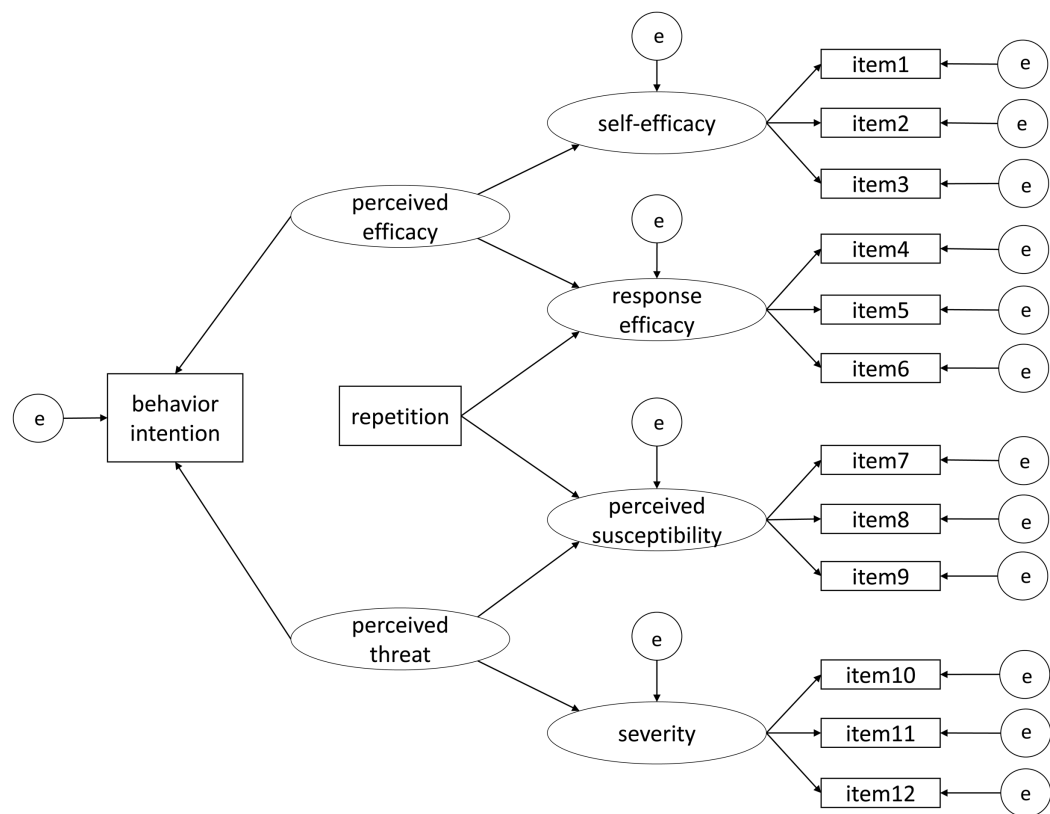 e
item1
e
self-efficacy
item2
e
item3
e
perceived
efficacy
e
item4
e
response
efficacy
item5
e
item6
e
behavior
intention
e
repetition
e
item7
e
perceived
susceptibility
item8
e
item9
e
perceived
threat
e
item10
e
severity
item11
e
item12
e